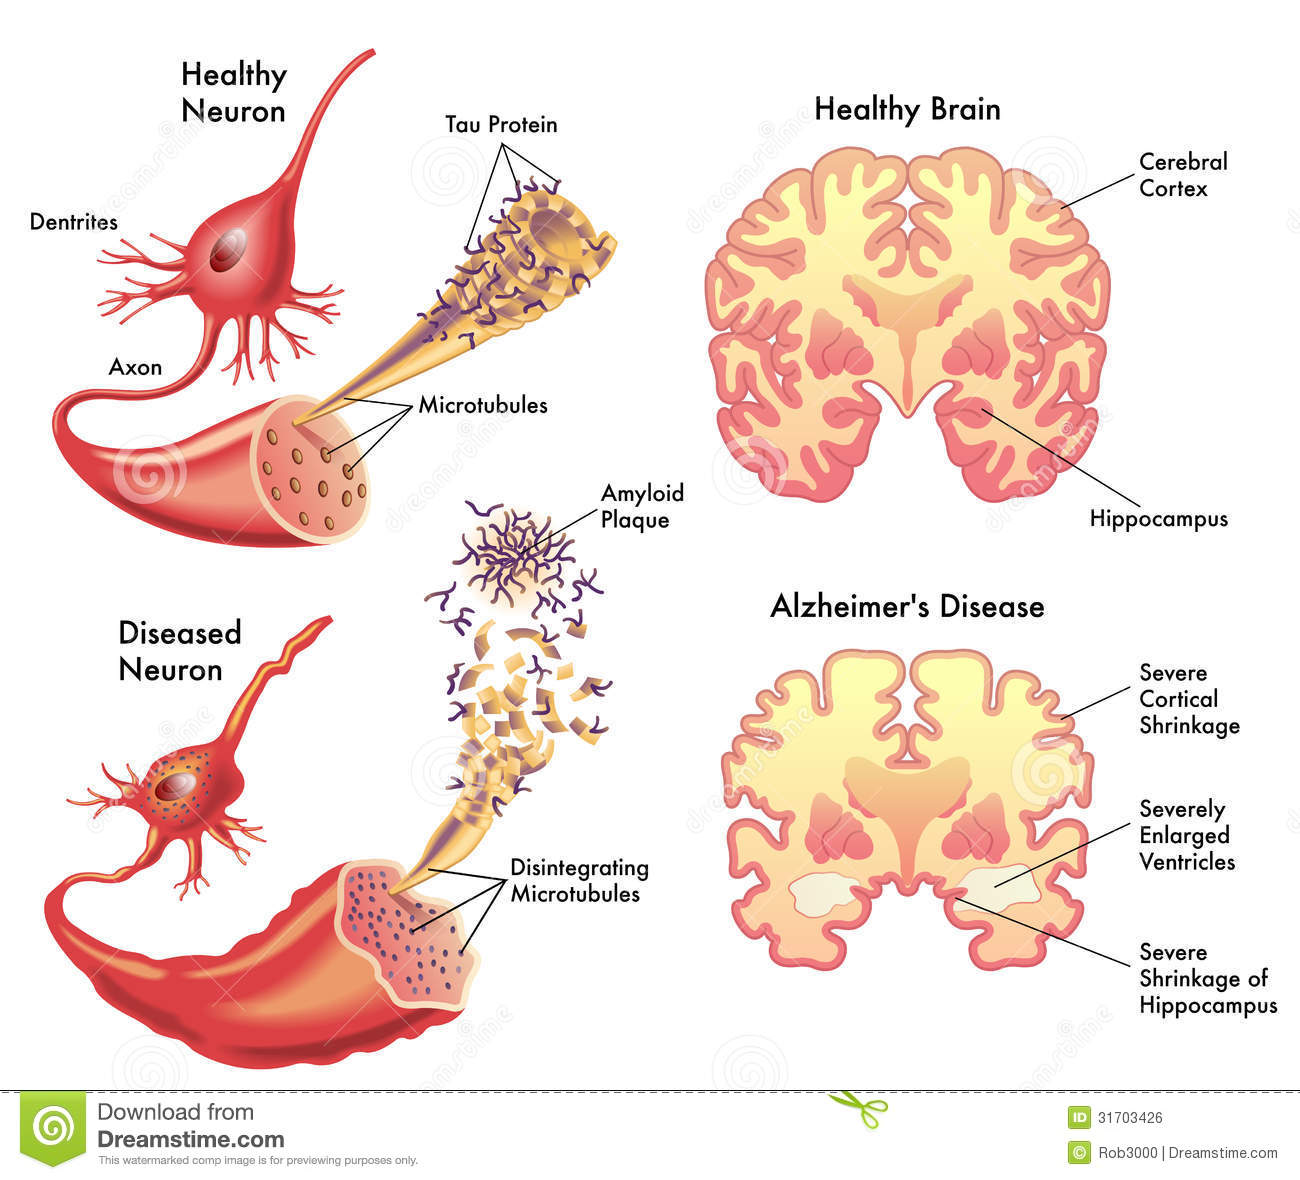 Healthy
Neuron
Tau Protein
Dentrites
Axon
Microtubules
Healthy Brain
Cerebral
Cortex
Hippocampus
Amyloid
Plaque
Diseased
Neuron
Disintegrating
Microtubules
Alzheimer's Disease
Severe
Cortical
Shrinkage
Severely
Enlarged
Ventricles
Severe
Shrinkage of
Hippocampus
dreamstime
Download from
Dreamstime.com
This watermarked comp image is for previewing purposes only.
ID 31703426
© Rob3000 | Dreamstime.com